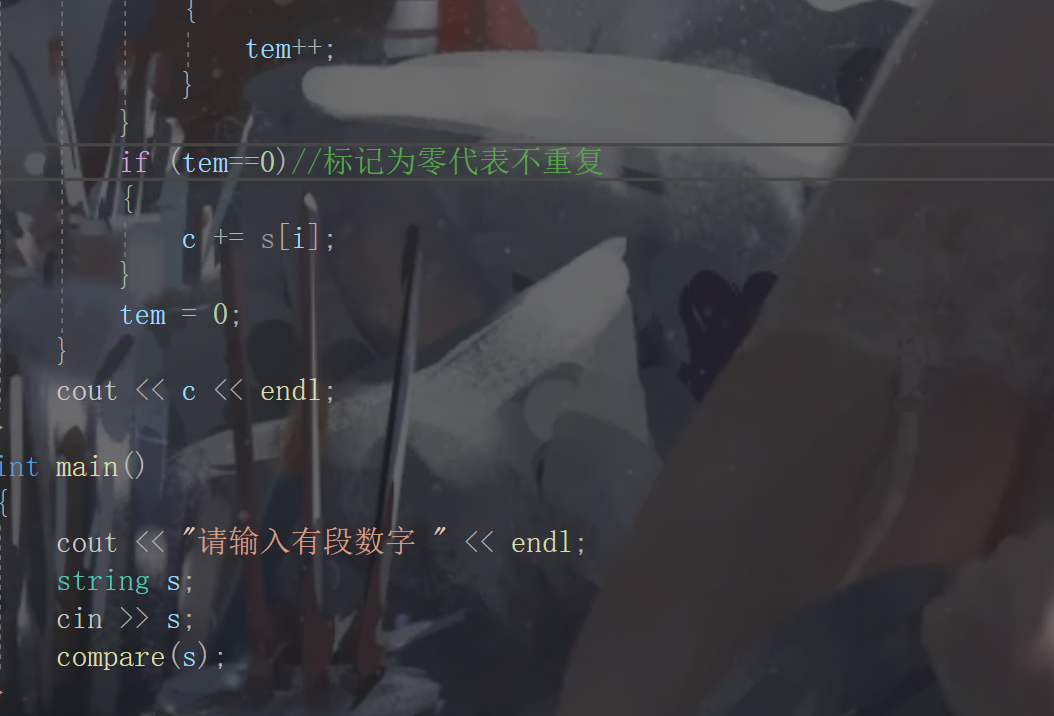 {
tem++;
}
}
if (tem==0)//标记为零代表不重复
{
c += s[i];
}
tem = 0;
}
cout << c << endl;
int main()
{
cout << "请输入有段数字 " << endl;
string s;
cin >> s;
compare(s);